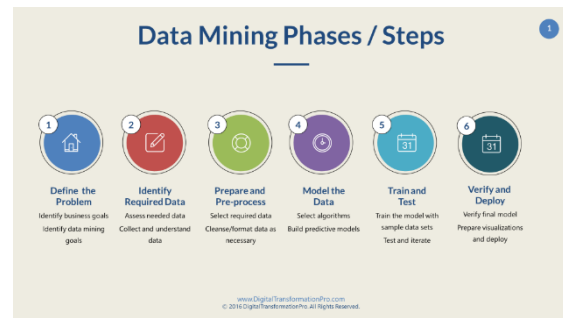 Data Mining Phases / Steps
1
1
2
3
4
5
6
31
31
Define the
Problem
Identify business goals
Identify data mining
goals
Identify
Required Data
Assess needed data
Collect and understand
data
Prepare and
Pre-process
Select required data
Cleanse/format data as
necessary
Model the
Data
Select algorithms
Build predictive models
Train and
Test
Train the model with
sample data sets
Test and iterate
Verify and
Deploy
Verify final model
Prepare visualizations
and deploy
www.DigitalTransformationPro.com
© 2016 DigitalTransformationPro. All Rights Reserved.